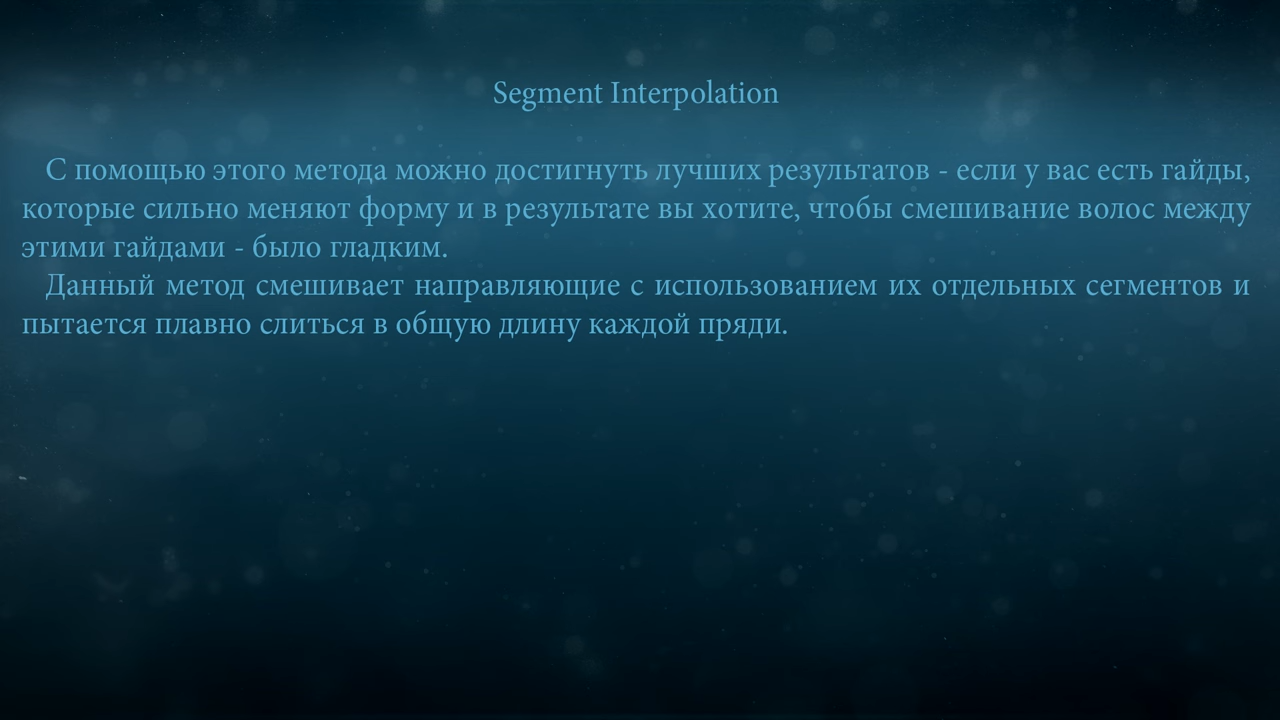 Segment Interpolation
С помощью этого метода можно достигнуть лучших результатов - если у вас есть гайды,
которые сильно меняют форму и в результате вы хотите, чтобы смешивание волос между
этими гайдами - было гладким.
Данный метод смешивает направляющие с использованием их отдельных сегментов и
пытается плавно слиться в общую длину каждой пряди.